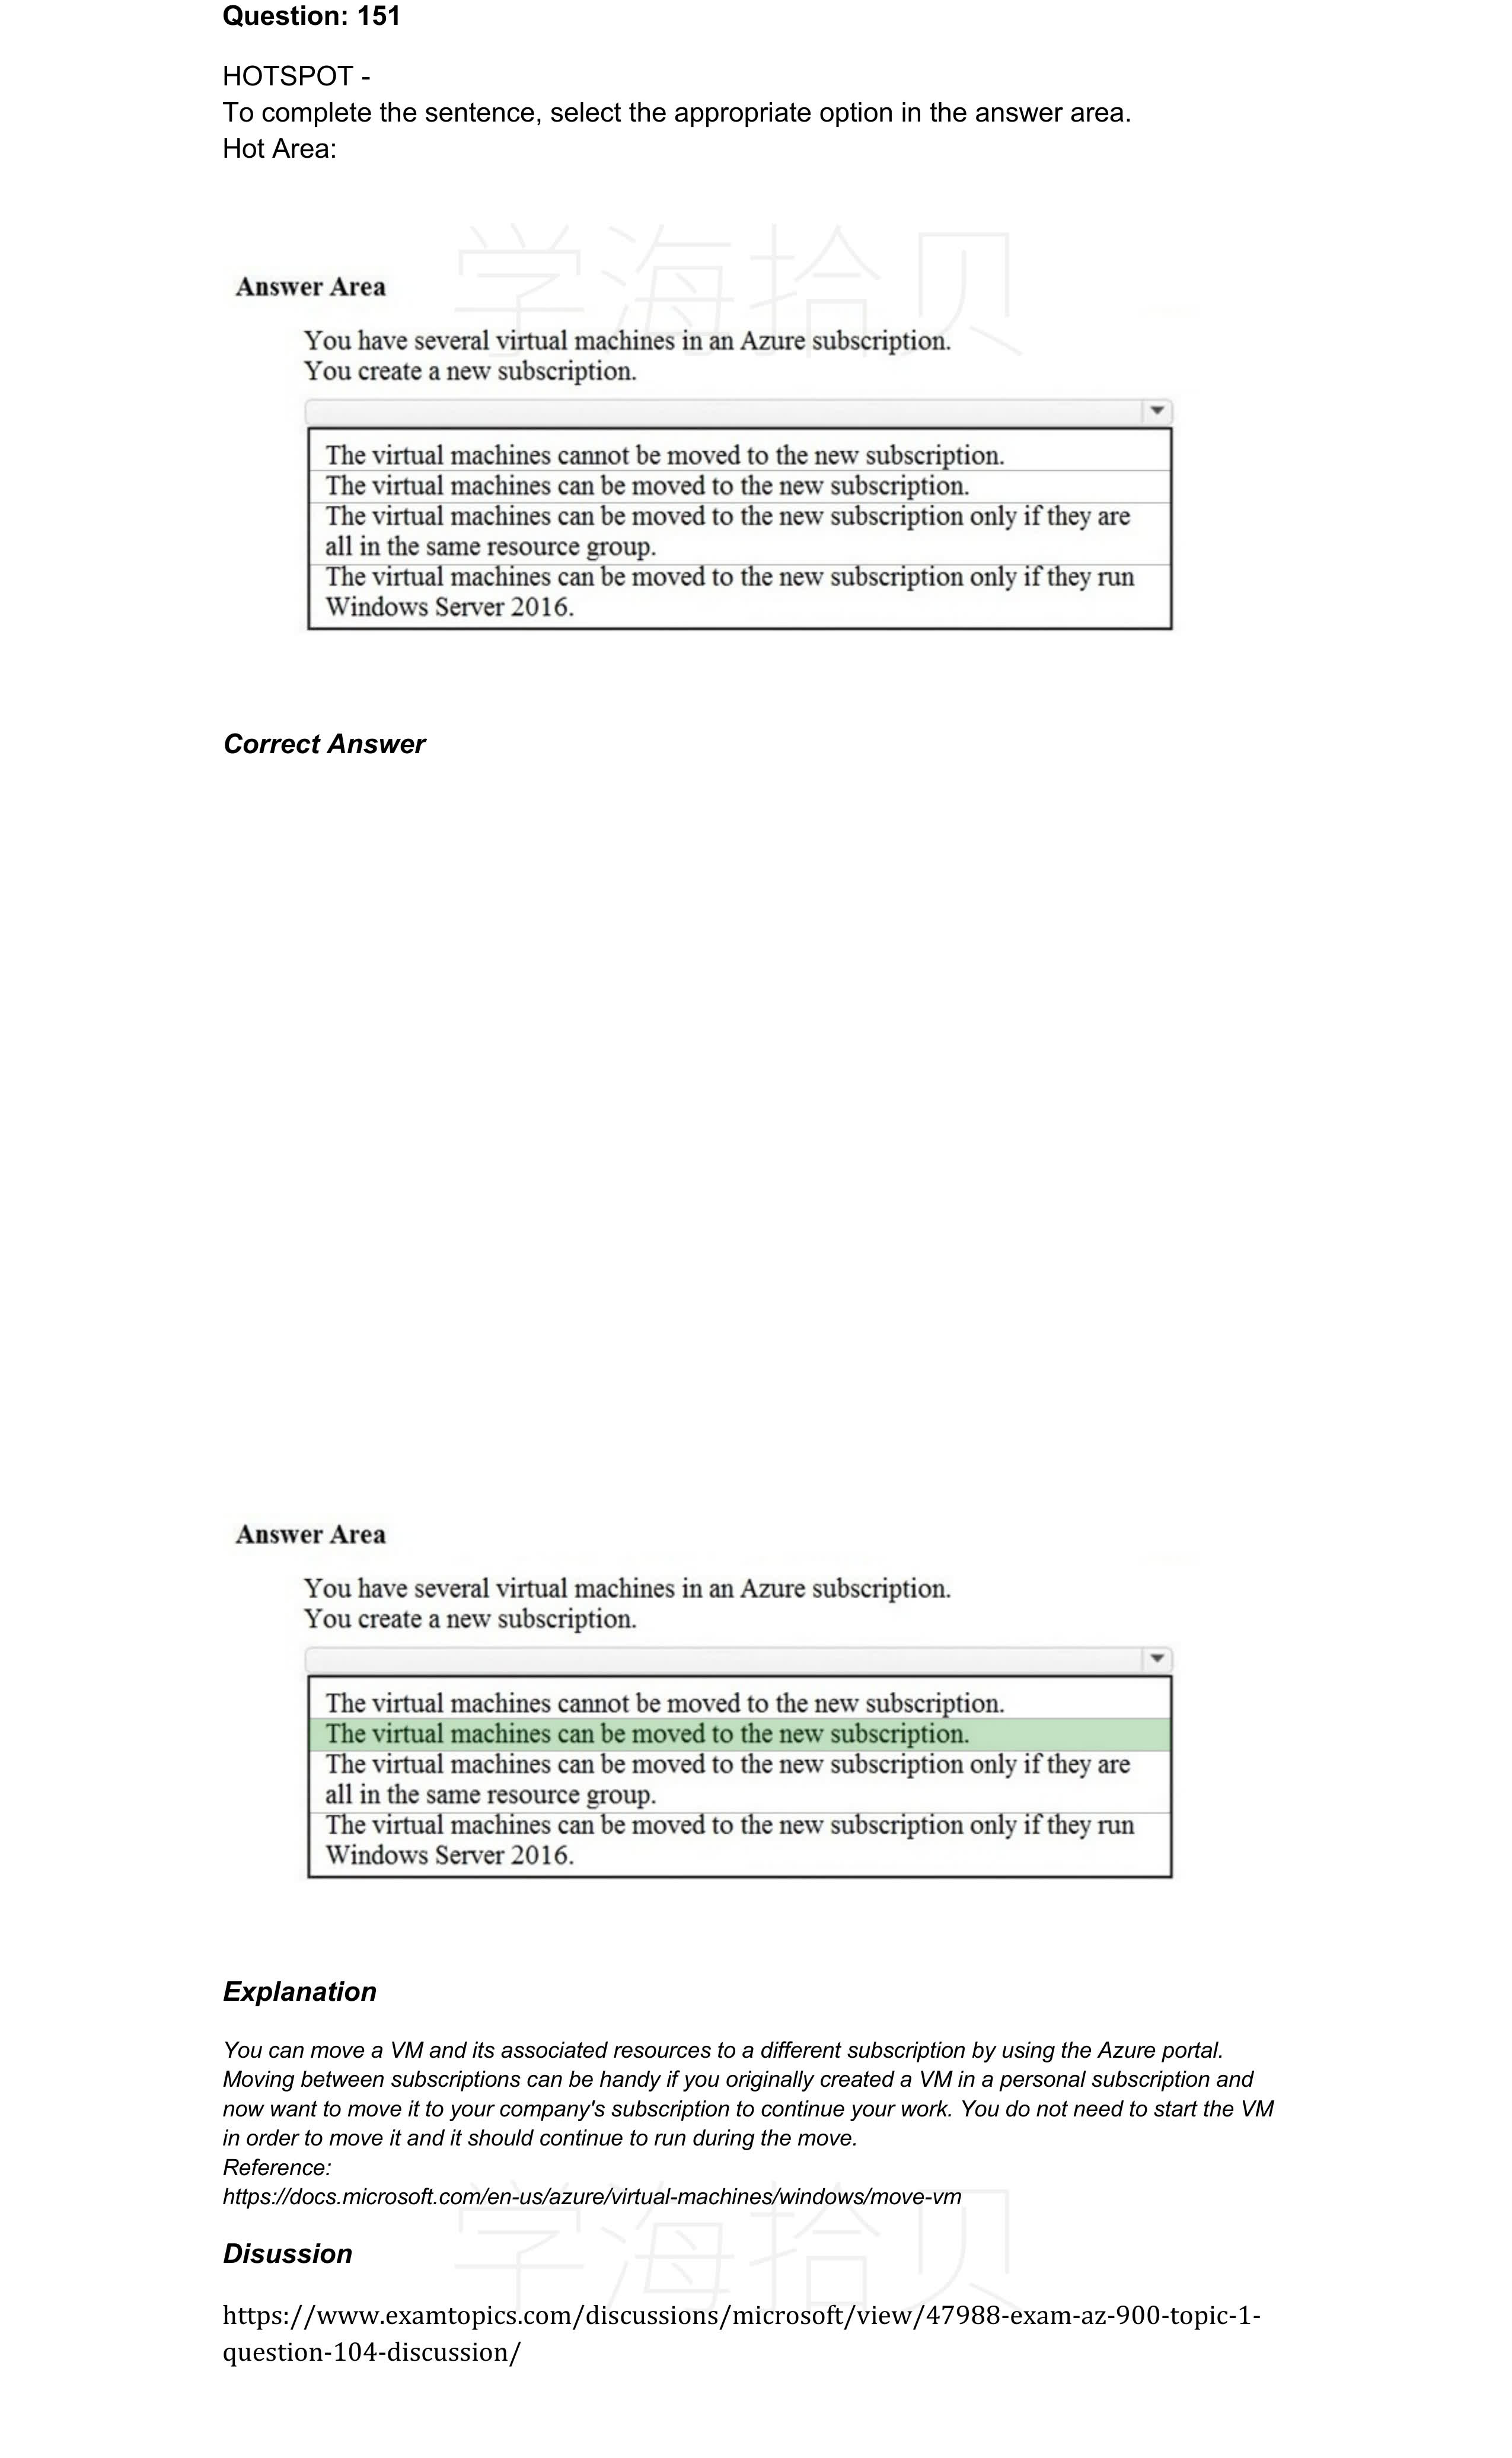 Question: 151
HOTSPOT -
To complete the sentence, select the appropriate option in the answer area.
Hot Area:
学海拾贝
Answer Area
You have several virtual machines in an Azure subscription.
You create a new subscription.
The virtual machines cannot be moved to the new subscription.
The virtual machines can be moved to the new subscription.
The virtual machines can be moved to the new subscription only if they are
all in the same resource group.
The virtual machines can be moved to the new subscription only if they run
Windows Server 2016.
Correct Answer
Answer Area
You have several virtual machines in an Azure subscription.
You create a new subscription.
The virtual machines cannot be moved to the new subscription.
The virtual machines can be moved to the new subscription.
The virtual machines can be moved to the new subscription only if they are
all in the same resource group.
The virtual machines can be moved to the new subscription only if they run
Windows Server 2016.
Explanation
You can move a VM and its associated resources to a different subscription by using the Azure portal.
Moving between subscriptions can be handy if you originally created a VM in a personal subscription and
now want to move it to your company's subscription to continue your work. You do not need to start the VM
in order to move it and it should continue to run during the move.
Reference:
https://docs.microsoft.com/en-us/azure/virtual-machines/windows/move-vm
学海拾贝
Disussion
https://www.examtopics.com/discussions/microsoft/view/47988-exam-az-900-topic-1-
question-104-discussion/